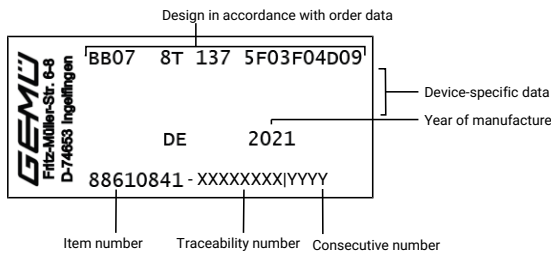 Design in accordance with order data
GEMÜ
Fritz-Müller-Str. 6-8
D-74653 Ingelfingen
BB07 8T 137 5F03F04D09
Device-specific data
Year of manufacture
DE 2021
88610841 - XXXXXXXX|YYYY
Item number Traceability number Consecutive number